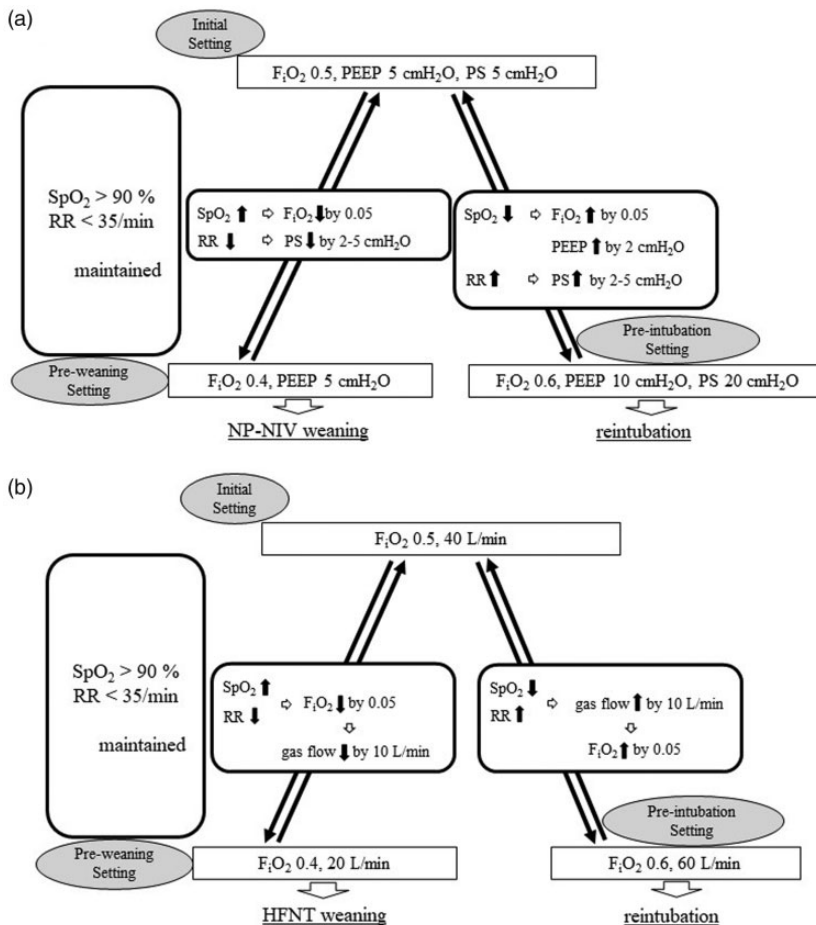 (a)
Initial
Setting
FiO2 0.5, PEEP 5 cmH2O, PS 5 cmH2O
SpO2 > 90 %
RR < 35/min
maintained
SpO2 ⬆ ⇨ FiO2 ⬇ by 0.05
RR ⬇ ⇨ PS ⬇ by 2-5 cmH2O
SpO2 ⬇ ⇨ FiO2 ⬆ by 0.05
PEEP ⬆ by 2 cmH2O
RR ⬆ ⇨ PS ⬆ by 2-5 cmH2O
Pre-weaning
Setting
FiO2 0.4, PEEP 5 cmH2O
NP-NIV weaning
Pre-intubation
Setting
FiO2 0.6, PEEP 10 cmH2O, PS 20 cmH2O
reintubation
(b)
Initial
Setting
FiO2 0.5, 40 L/min
SpO2 > 90 %
RR < 35/min
maintained
SpO2 ⬆
RR ⬇
⇨ FiO2 ⬇ by 0.05
⇩
gas flow ⬇ by 10 L/min
SpO2 ⬇
RR ⬆
⇨ gas flow ⬆ by 10 L/min
⇩
FiO2 ⬆ by 0.05
Pre-weaning
Setting
FiO2 0.4, 20 L/min
HFNT weaning
Pre-intubation
Setting
FiO2 0.6, 60 L/min
reintubation